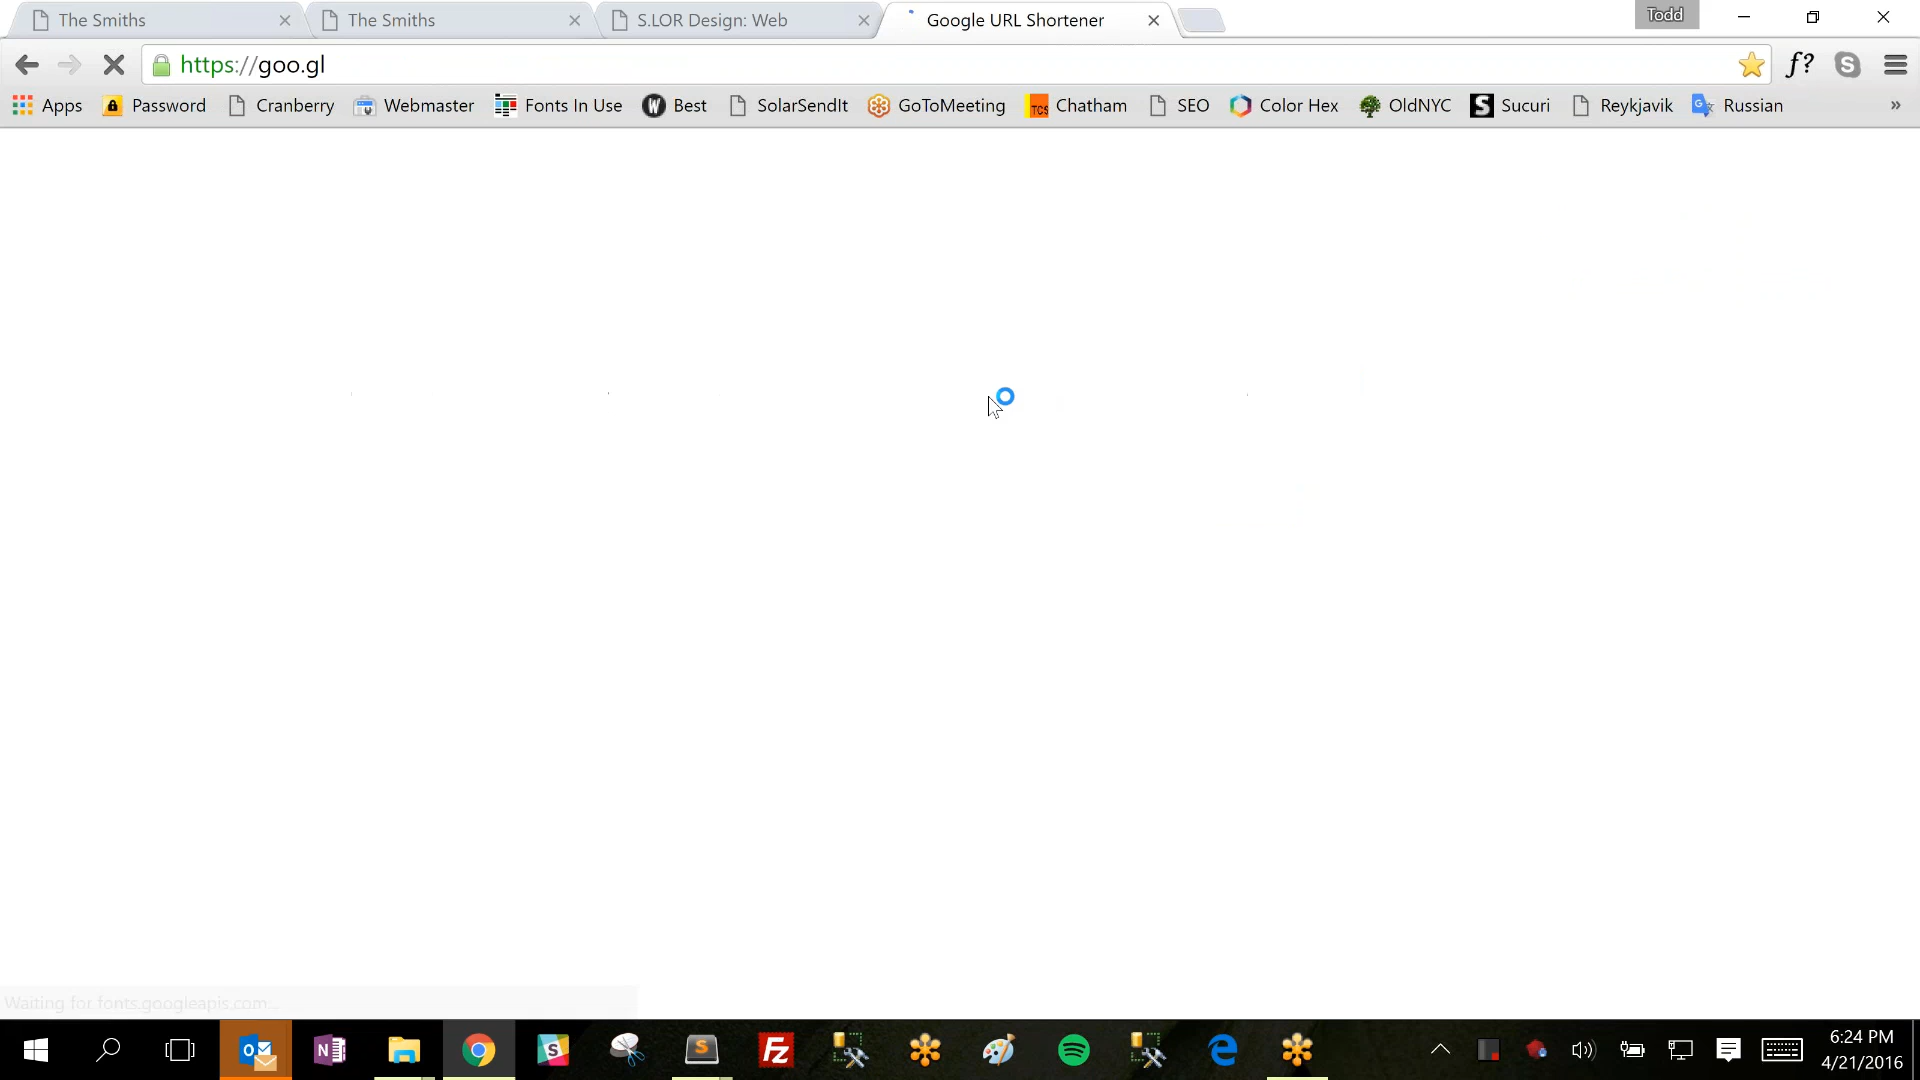 The Smiths
The Smiths
S.LOR Design: Web
Google URL Shortener
Todd
https://goo.gl
f?
S
Apps
Password
Cranberry
Webmaster
Fonts In Use
W
Best
SolarSendIt
GoToMeeting
TCS
Chatham
SEO
Color Hex
OldNYC
S
Sucuri
Reykjavik
G
Russian
»
Waiting for fonts.googleapis.com...
O
N
S
S
Fz
e
6:24 PM
4/21/2016